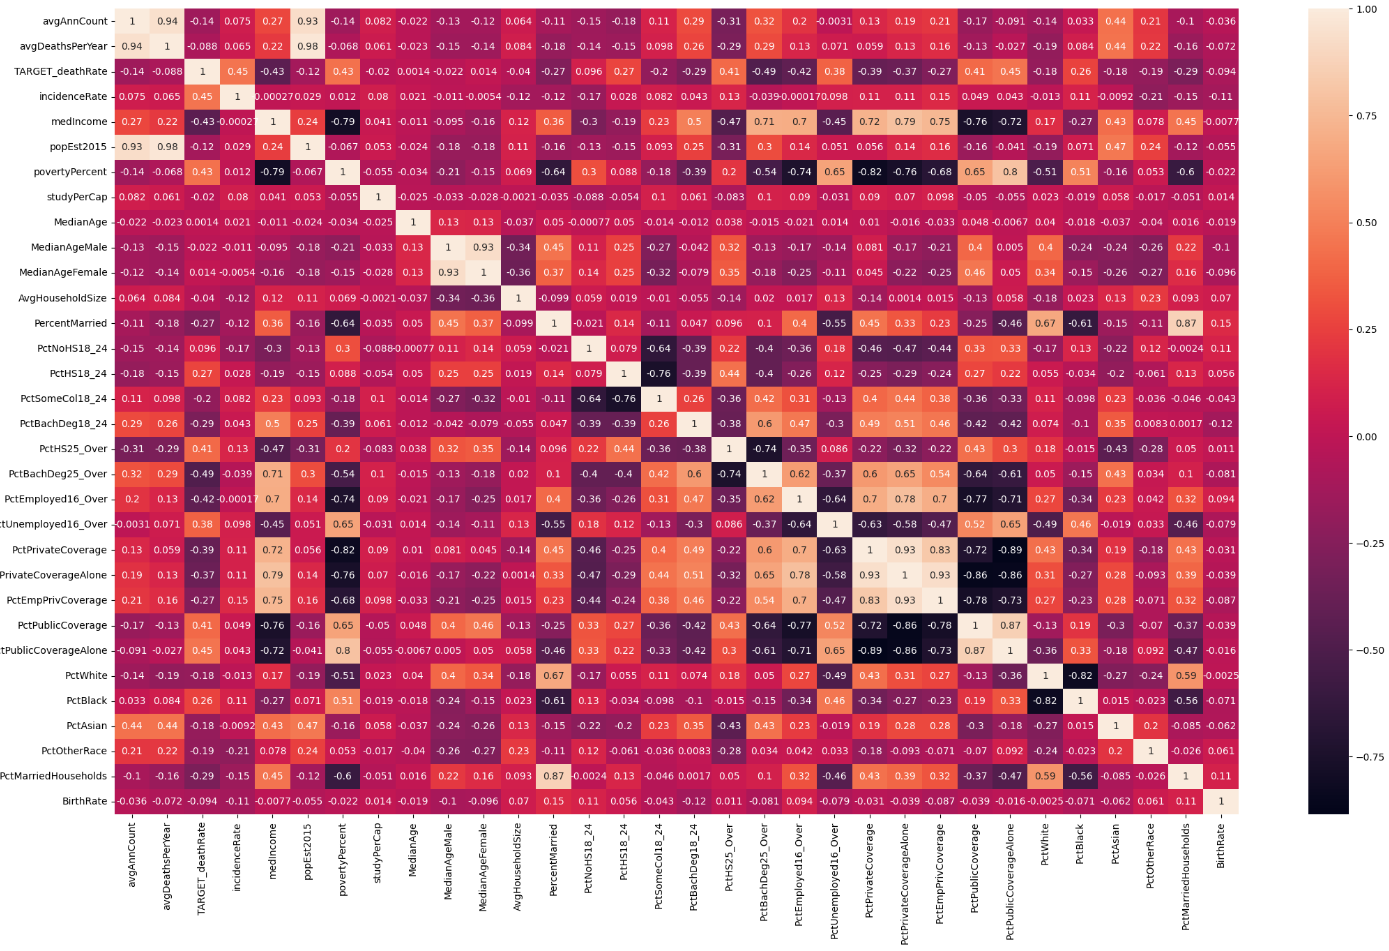 avgAnnCount 1 0.94 -0.14 0.075 0.27 0.93 -0.14 0.082 -0.022 -0.13 -0.12 0.064 -0.11 -0.15 -0.18 0.11 0.29 -0.31 0.32 0.2 -0.0031 0.13 0.19 0.21 -0.17 -0.091 -0.14 0.033 0.44 0.21 -0.1 -0.036 1.00
avgDeathsPerYear 0.94 1 -0.088 0.065 0.22 0.98 -0.068 0.061 -0.023 -0.15 -0.14 0.084 -0.18 -0.14 -0.15 0.098 0.26 -0.29 0.29 0.13 0.071 0.059 0.13 0.16 -0.13 -0.027 -0.19 0.084 0.44 0.22 -0.16 -0.072
TARGET_deathRate -0.14 -0.088 1 0.45 -0.43 -0.12 0.43 -0.02 0.0014 -0.022 0.014 -0.04 -0.27 0.096 0.27 -0.2 -0.29 0.41 -0.49 -0.42 0.38 -0.39 -0.37 -0.27 0.41 0.45 -0.18 0.26 -0.18 -0.19 -0.29 -0.094
incidenceRate 0.075 0.065 0.45 1 0.00027 0.029 0.012 0.08 0.021 -0.011 -0.0054 -0.12 -0.12 -0.17 0.028 0.082 0.043 0.13 -0.039 -0.00017 0.098 0.11 0.11 0.15 0.049 0.043 -0.013 0.11 -0.0092 -0.21 -0.15 -0.11 0.75
medIncome 0.27 0.22 -0.43 -0.00027 1 0.24 -0.79 0.041 -0.011 -0.095 -0.16 0.12 0.36 -0.3 -0.19 0.23 0.5 -0.47 0.71 0.7 -0.45 0.72 0.79 0.75 -0.76 -0.72 0.17 -0.27 0.43 0.078 0.45 -0.0077
popEst2015 0.93 0.98 -0.12 0.029 0.24 1 -0.067 0.053 -0.024 -0.18 -0.18 0.11 -0.16 -0.13 -0.15 0.093 0.25 -0.31 0.3 0.14 0.051 0.056 0.14 0.16 -0.16 -0.041 -0.19 0.071 0.47 0.24 -0.12 -0.055
povertyPercent -0.14 -0.068 0.43 0.012 -0.79 -0.067 1 -0.055 -0.034 -0.21 -0.15 0.069 -0.64 0.3 0.088 -0.18 -0.39 0.2 -0.54 -0.74 0.65 -0.82 -0.76 -0.68 0.65 0.8 -0.51 0.51 -0.16 0.053 -0.6 -0.022
studyPerCap 0.082 0.061 -0.02 0.08 0.041 0.053 -0.055 1 -0.025 -0.033 -0.028 -0.0021 -0.035 -0.088 -0.054 0.1 0.061 -0.083 0.1 0.09 -0.031 0.09 0.07 0.098 -0.05 -0.055 0.023 -0.019 0.058 -0.017 -0.051 0.014 0.50
MedianAge -0.022 -0.023 0.0014 0.021 -0.011 -0.024 -0.034 -0.025 1 0.13 0.13 -0.037 0.05 -0.00077 0.05 -0.014 -0.012 0.038 -0.015 -0.021 0.014 0.01 -0.016 -0.033 0.048 -0.0067 0.04 -0.034 -0.037 -0.04 0.016 -0.019
MedianAgeMale -0.13 -0.15 -0.022 -0.011 -0.095 -0.18 -0.21 -0.033 0.13 1 0.93 -0.34 0.45 0.11 0.25 -0.27 -0.042 0.32 -0.13 -0.17 -0.14 0.081 -0.17 -0.21 0.4 0.005 0.4 -0.24 -0.24 -0.26 0.22 -0.1
MedianAgeFemale -0.12 -0.14 0.014 -0.0054 -0.16 -0.18 -0.15 -0.028 0.13 0.93 1 -0.36 0.37 0.14 0.25 -0.32 -0.079 0.35 -0.18 -0.25 -0.11 0.045 -0.22 -0.25 0.46 0.05 0.34 -0.15 -0.26 -0.27 0.16 -0.096
AvgHouseholdSize 0.064 0.084 -0.04 -0.12 0.12 0.11 0.069 -0.0021 -0.037 -0.34 -0.36 1 -0.099 0.059 0.019 -0.01 -0.055 -0.14 0.02 0.017 0.13 -0.14 0.0014 0.015 -0.13 0.058 -0.18 0.023 0.13 0.23 0.093 0.07 0.25
PercentMarried -0.11 -0.18 -0.27 -0.12 0.36 -0.16 -0.64 -0.035 0.05 0.45 0.37 -0.099 1 -0.021 0.14 -0.11 0.047 0.096 0.1 0.4 -0.55 0.45 0.33 0.23 -0.25 -0.46 0.67 -0.61 -0.15 -0.11 0.87 0.15
PctNoHS18_24 -0.15 -0.14 0.096 -0.17 -0.3 -0.13 0.3 -0.088 -0.00077 0.11 0.14 0.059 -0.021 1 0.079 -0.64 -0.39 0.22 -0.4 -0.36 0.18 -0.46 -0.47 -0.44 0.33 0.33 -0.17 0.13 -0.22 0.12 -0.0024 0.11
PctHS18_24 -0.18 -0.15 0.27 0.028 -0.19 -0.15 0.088 -0.054 0.05 0.25 0.25 0.019 0.14 0.079 1 -0.76 -0.39 0.44 -0.4 -0.26 0.12 -0.25 -0.29 -0.24 0.27 0.22 0.055 -0.034 -0.2 -0.061 0.13 0.056
PctSomeCol18_24 0.11 0.098 -0.2 0.082 0.23 0.093 -0.18 0.1 -0.014 -0.27 -0.32 -0.01 -0.11 -0.64 -0.76 1 0.26 -0.36 0.42 0.31 -0.13 0.4 0.44 0.38 -0.36 -0.33 0.11 -0.098 0.23 -0.036 -0.046 -0.043
PctBachDeg18_24 0.29 0.26 -0.29 0.043 0.5 0.25 -0.39 0.061 -0.012 -0.042 -0.079 -0.055 0.047 -0.39 -0.39 0.26 1 -0.38 0.6 0.47 -0.3 0.49 0.51 0.46 -0.42 -0.42 0.074 -0.1 0.35 0.0083 0.0017 -0.12 0.00
PctHS25_Over -0.31 -0.29 0.41 0.13 -0.47 -0.31 0.2 -0.083 0.038 0.32 0.35 -0.14 0.096 0.22 0.44 -0.36 -0.38 1 -0.74 -0.35 0.086 -0.22 -0.32 -0.22 0.43 0.3 0.18 -0.015 -0.43 -0.28 0.05 0.011
PctBachDeg25_Over 0.32 0.29 -0.49 -0.039 0.71 0.3 -0.54 0.1 -0.015 -0.13 -0.18 0.02 0.1 -0.4 -0.4 0.42 0.6 -0.74 1 0.62 -0.37 0.6 0.65 0.54 -0.64 -0.61 0.05 -0.15 0.43 0.034 0.1 -0.081
PctEmployed16_Over 0.2 0.13 -0.42 -0.00017 0.7 0.14 -0.74 0.09 -0.021 -0.17 -0.25 0.017 0.4 -0.36 -0.26 0.31 0.47 -0.35 0.62 1 -0.64 0.7 0.78 0.7 -0.77 -0.71 0.27 -0.34 0.23 0.042 0.32 0.094
ctUnemployed16_Over -0.0031 0.071 0.38 0.098 -0.45 0.051 0.65 -0.031 0.014 -0.14 -0.11 0.13 -0.55 0.18 0.12 -0.13 -0.3 0.086 -0.37 -0.64 1 -0.63 -0.58 -0.47 0.52 0.65 -0.49 0.46 -0.019 0.033 -0.46 -0.079 −0.25
PctPrivateCoverage 0.13 0.059 -0.39 0.11 0.72 0.056 -0.82 0.09 0.01 0.081 0.045 -0.14 0.45 -0.46 -0.25 0.4 0.49 -0.22 0.6 0.7 -0.63 1 0.93 0.83 -0.72 -0.89 0.43 -0.34 0.19 -0.18 0.43 -0.031
PrivateCoverageAlone 0.19 0.13 -0.37 0.11 0.79 0.14 -0.76 0.07 -0.016 -0.17 -0.22 0.0014 0.33 -0.47 -0.29 0.44 0.51 -0.32 0.65 0.78 -0.58 0.93 1 0.93 -0.86 -0.86 0.31 -0.27 0.28 -0.093 0.39 -0.039
PctEmpPrivCoverage 0.21 0.16 -0.27 0.15 0.75 0.16 -0.68 0.098 -0.033 -0.21 -0.25 0.015 0.23 -0.44 -0.24 0.38 0.46 -0.22 0.54 0.7 -0.47 0.83 0.93 1 -0.78 -0.73 0.27 -0.23 0.28 -0.071 0.32 -0.087
PctPublicCoverage -0.17 -0.13 0.41 0.049 -0.76 -0.16 0.65 -0.05 0.048 0.4 0.46 -0.13 -0.25 0.33 0.27 -0.36 -0.42 0.43 -0.64 -0.77 0.52 -0.72 -0.86 -0.78 1 0.87 -0.13 0.19 -0.3 -0.07 -0.37 -0.039
ctPublicCoverageAlone -0.091 -0.027 0.45 0.043 -0.72 -0.041 0.8 -0.055 -0.0067 0.005 0.05 0.058 -0.46 0.33 0.22 -0.33 -0.42 0.3 -0.61 -0.71 0.65 -0.89 -0.86 -0.73 0.87 1 -0.36 0.33 -0.18 0.092 -0.47 -0.016 −0.50
PctWhite -0.14 -0.19 -0.18 -0.013 0.17 -0.19 -0.51 0.023 0.04 0.4 0.34 -0.18 0.67 -0.17 0.055 0.11 0.074 0.18 0.05 0.27 -0.49 0.43 0.31 0.27 -0.13 -0.36 1 -0.82 -0.27 -0.24 0.59 -0.0025
PctBlack 0.033 0.084 0.26 0.11 -0.27 0.071 0.51 -0.019 -0.034 -0.24 -0.15 0.023 -0.61 0.13 -0.034 -0.098 -0.1 -0.015 -0.15 -0.34 0.46 -0.34 -0.27 -0.23 0.19 0.33 -0.82 1 0.015 -0.023 -0.56 -0.071
PctAsian 0.44 0.44 -0.18 -0.0092 0.43 0.47 -0.16 0.058 -0.037 -0.24 -0.26 0.13 -0.15 -0.22 -0.2 0.23 0.35 -0.43 0.43 0.23 -0.019 0.19 0.28 0.28 -0.3 -0.18 -0.27 0.015 1 0.2 -0.085 -0.062
PctOtherRace 0.21 0.22 -0.19 -0.21 0.078 0.24 0.053 -0.017 -0.04 -0.26 -0.27 0.23 -0.11 0.12 -0.061 -0.036 0.0083 -0.28 0.034 0.042 0.033 -0.18 -0.093 -0.071 -0.07 0.092 -0.24 -0.023 0.2 1 -0.026 0.061 −0.75
PctMarriedHouseholds -0.1 -0.16 -0.29 -0.15 0.45 -0.12 -0.6 -0.051 0.016 0.22 0.16 0.093 0.87 -0.0024 0.13 -0.046 0.0017 0.05 0.1 0.32 -0.46 0.43 0.39 0.32 -0.37 -0.47 0.59 -0.56 -0.085 -0.026 1 0.11
BirthRate -0.036 -0.072 -0.094 -0.11 -0.0077 -0.055 -0.022 0.014 -0.019 -0.1 -0.096 0.07 0.15 0.11 0.056 -0.043 -0.12 0.011 -0.081 0.094 -0.079 -0.031 -0.039 -0.087 -0.039 -0.016 -0.0025 -0.071 -0.062 0.061 0.11 1
avgAnnCount avgDeathsPerYear TARGET_deathRate incidenceRate medIncome popEst2015 povertyPercent studyPerCap MedianAge MedianAgeMale MedianAgeFemale AvgHouseholdSize PercentMarried PctNoHS18_24 PctHS18_24 PctSomeCol18_24 PctBachDeg18_24 PctHS25_Over PctBachDeg25_Over PctEmployed16_Over PctUnemployed16_Over PctPrivateCoverage PctPrivateCoverageAlone PctEmpPrivCoverage PctPublicCoverage PctPublicCoverageAlone PctWhite PctBlack PctAsian PctOtherRace PctMarriedHouseholds BirthRate